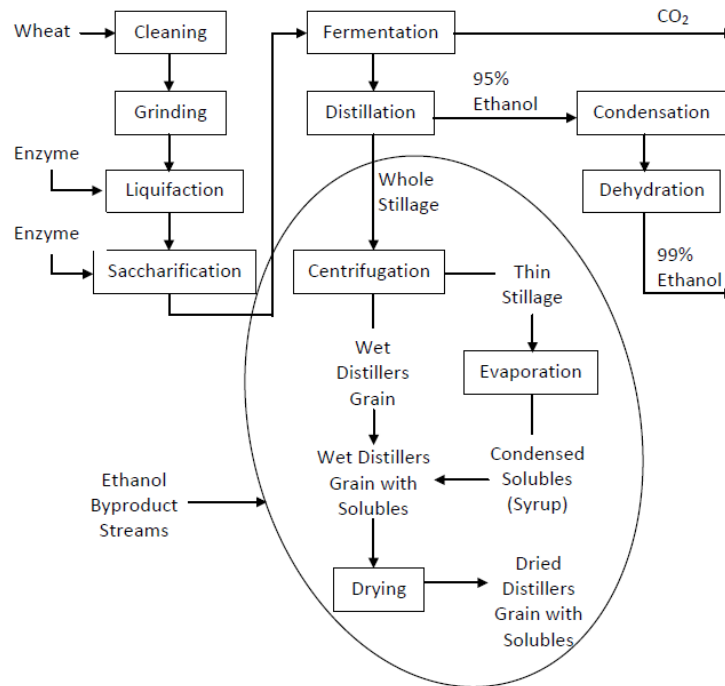 Wheat
Cleaning
Grinding
Enzyme
Liquifaction
Enzyme
Saccharification
Fermentation
CO₂
Distillation
95%
Ethanol
Condensation
Dehydration
99%
Ethanol
Whole
Stillage
Centrifugation
Thin
Stillage
Wet
Distillers
Grain
Evaporation
Wet Distillers
Grain with
Solubles
Condensed
Solubles
(Syrup)
Ethanol
Byproduct
Streams
Drying
Dried
Distillers
Grain with
Solubles